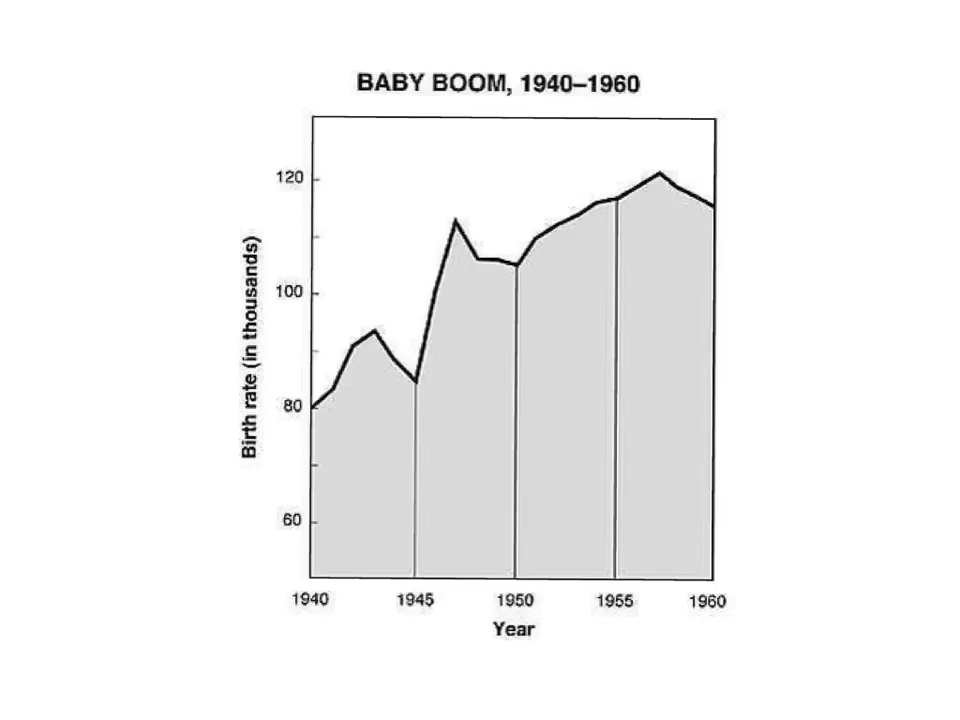 BABY BOOM, 1940–1960
120
100
80
60
Birth rate (in thousands)
1940 1945 1950 1955 1960
Year